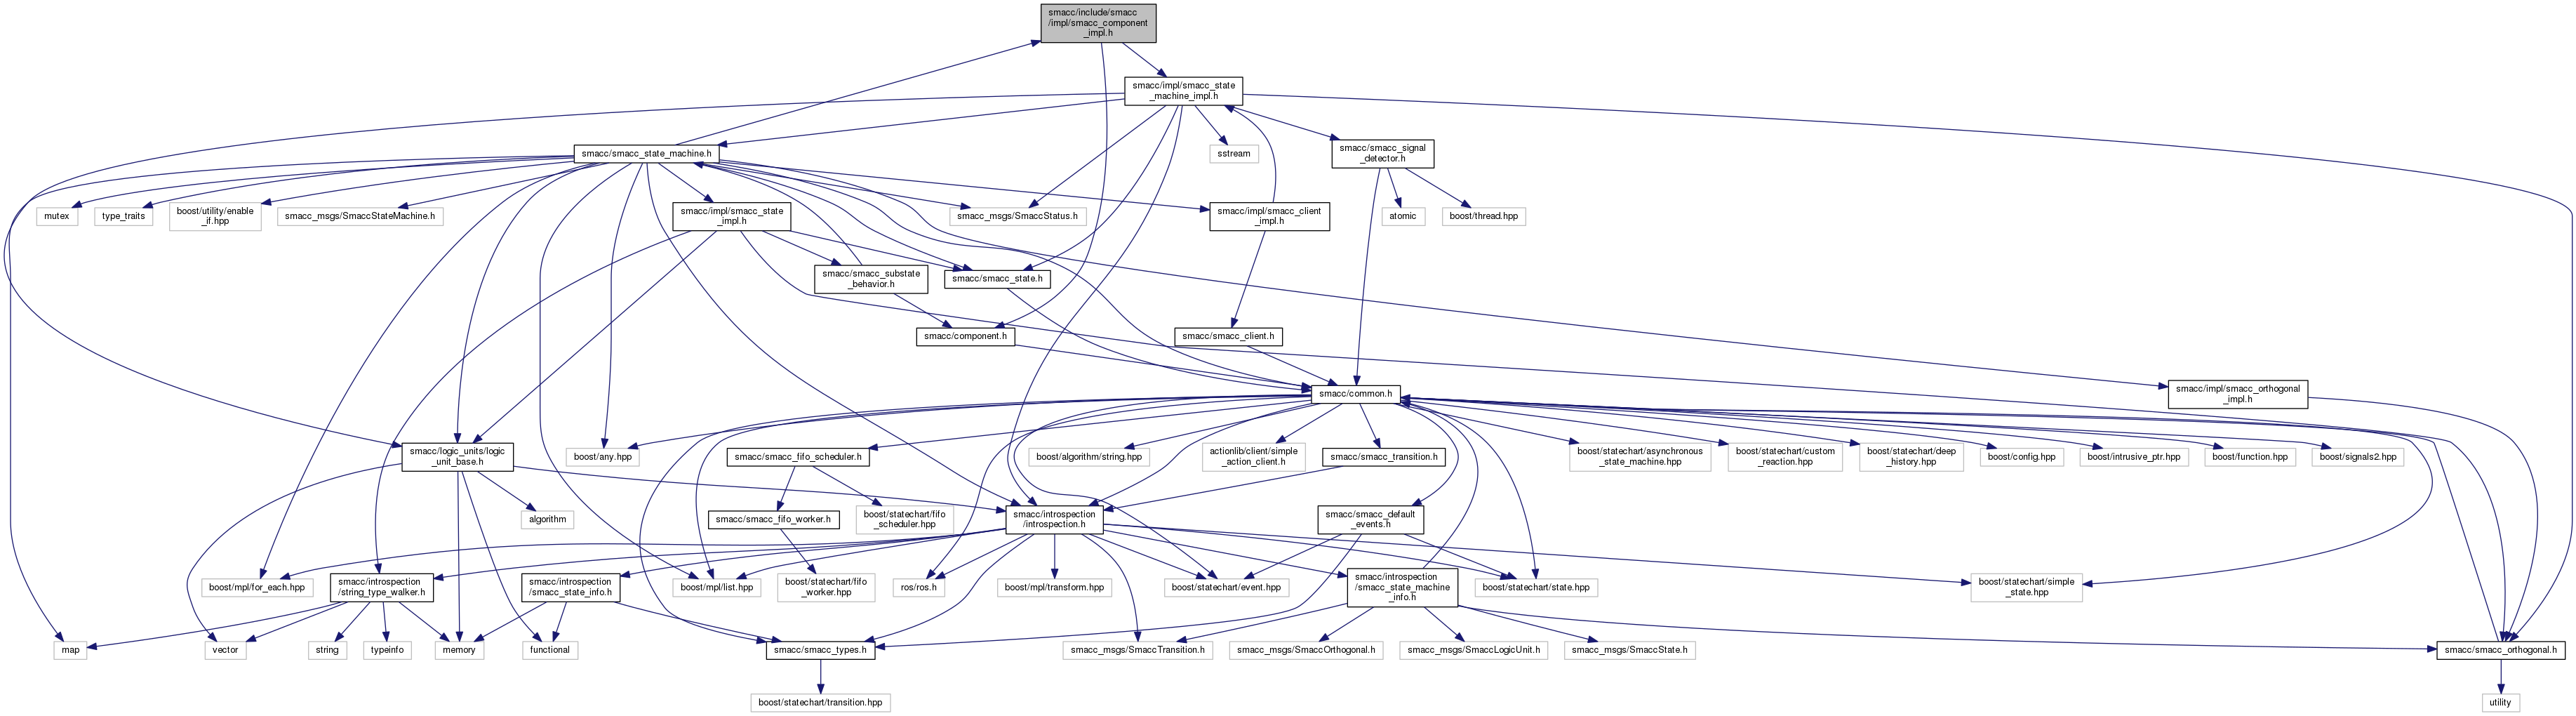 smacc/include/smacc
/impl/smacc_component
_impl.h
smacc/impl/smacc_state
_machine_impl.h
smacc/smacc_state_machine.h
sstream
smacc/smacc_signal
_detector.h
mutex
type_traits
boost/utility/enable
_if.hpp
smacc_msgs/SmaccStateMachine.h
smacc/impl/smacc_state
_impl.h
smacc_msgs/SmaccStatus.h
smacc/impl/smacc_client
_impl.h
atomic
boost/thread.hpp
smacc/smacc_substate
_behavior.h
smacc/smacc_state.h
smacc/component.h
smacc/smacc_client.h
smacc/common.h
smacc/impl/smacc_orthogonal
_impl.h
smacc/logic_units/logic
_unit_base.h
boost/any.hpp
smacc/smacc_fifo_scheduler.h
boost/algorithm/string.hpp
actionlib/client/simple
_action_client.h
smacc/smacc_transition.h
boost/statechart/asynchronous
_state_machine.hpp
boost/statechart/custom
_reaction.hpp
boost/statechart/deep
_history.hpp
boost/config.hpp
boost/intrusive_ptr.hpp
boost/function.hpp
boost/signals2.hpp
algorithm
smacc/smacc_fifo_worker.h
boost/statechart/fifo
_scheduler.hpp
smacc/introspection
/introspection.h
smacc/smacc_default
_events.h
boost/mpl/for_each.hpp
smacc/introspection
/string_type_walker.h
smacc/introspection
/smacc_state_info.h
boost/mpl/list.hpp
boost/statechart/fifo
_worker.hpp
ros/ros.h
boost/mpl/transform.hpp
boost/statechart/event.hpp
smacc/introspection
/smacc_state_machine
_info.h
boost/statechart/state.hpp
boost/statechart/simple
_state.hpp
map
vector
string
typeinfo
memory
functional
smacc/smacc_types.h
smacc_msgs/SmaccTransition.h
smacc_msgs/SmaccOrthogonal.h
smacc_msgs/SmaccLogicUnit.h
smacc_msgs/SmaccState.h
smacc/smacc_orthogonal.h
boost/statechart/transition.hpp
utility